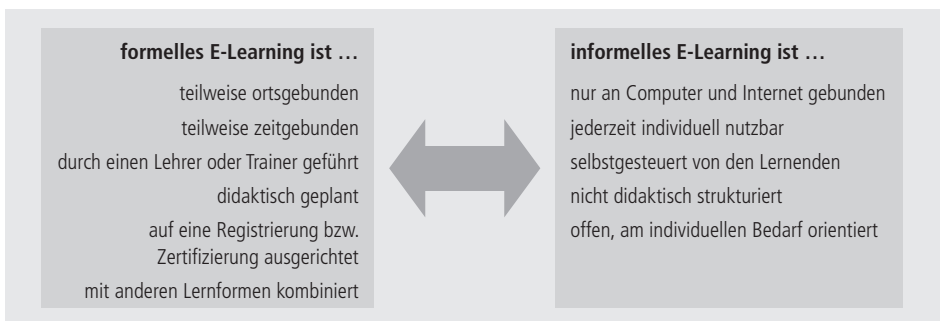 formelles E-Learning ist …
teilweise ortsgebunden
teilweise zeitgebunden
durch einen Lehrer oder Trainer geführt
didaktisch geplant
auf eine Registrierung bzw.
Zertifizierung ausgerichtet
mit anderen Lernformen kombiniert
informelles E-Learning ist …
nur an Computer und Internet gebunden
jederzeit individuell nutzbar
selbstgesteuert von den Lernenden
nicht didaktisch strukturiert
offen, am individuellen Bedarf orientiert